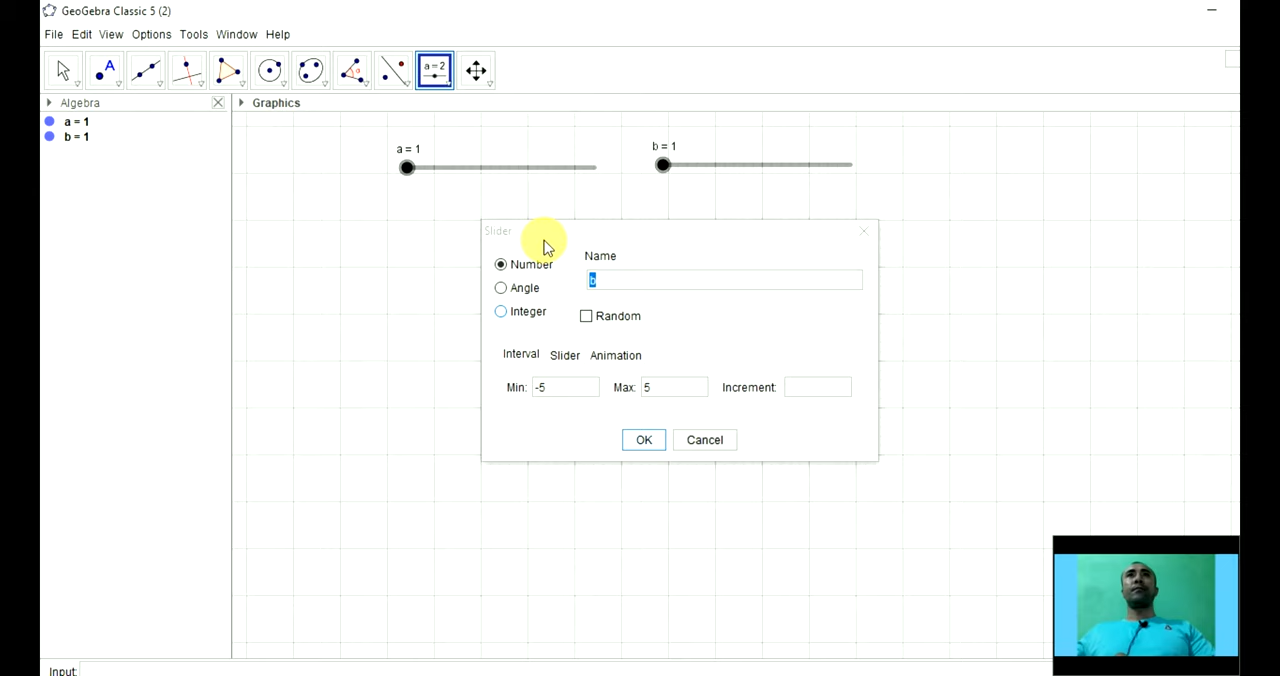 GeoGebra Classic 5 (2)
File Edit View Options Tools Window Help
A
a = 2
Algebra
Graphics
a = 1
b = 1
a = 1
b = 1
Slider
Number
Angle
Integer
Name
b
Random
Interval Slider Animation
Min: -5 Max: 5 Increment:
OK Cancel
Input: